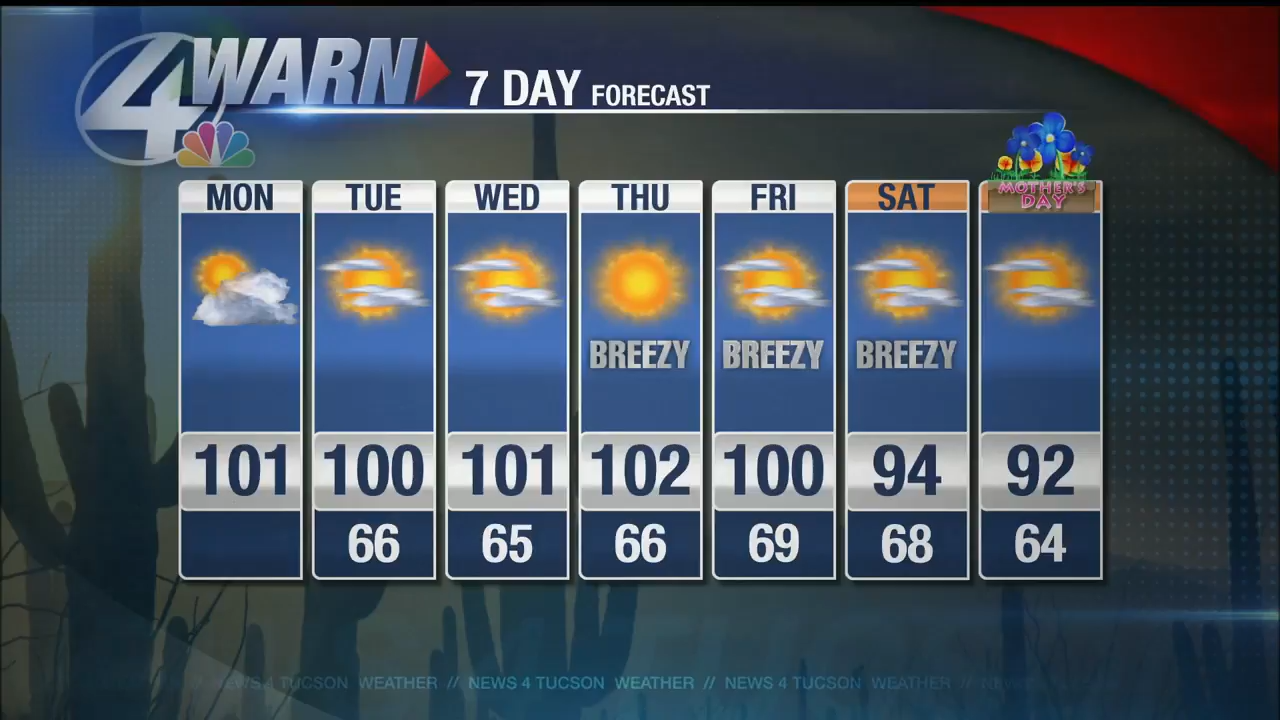 4WARN
7 DAY FORECAST
MON TUE WED THU FRI SAT MOTHER'S DAY
BREEZY BREEZY BREEZY
101 100 101 102 100 94 92
66 65 66 69 68 64
NEWS 4 TUCSON WEATHER // NEWS 4 TUCSON WEATHER // NEWS 4 TUCSON WEATHER //